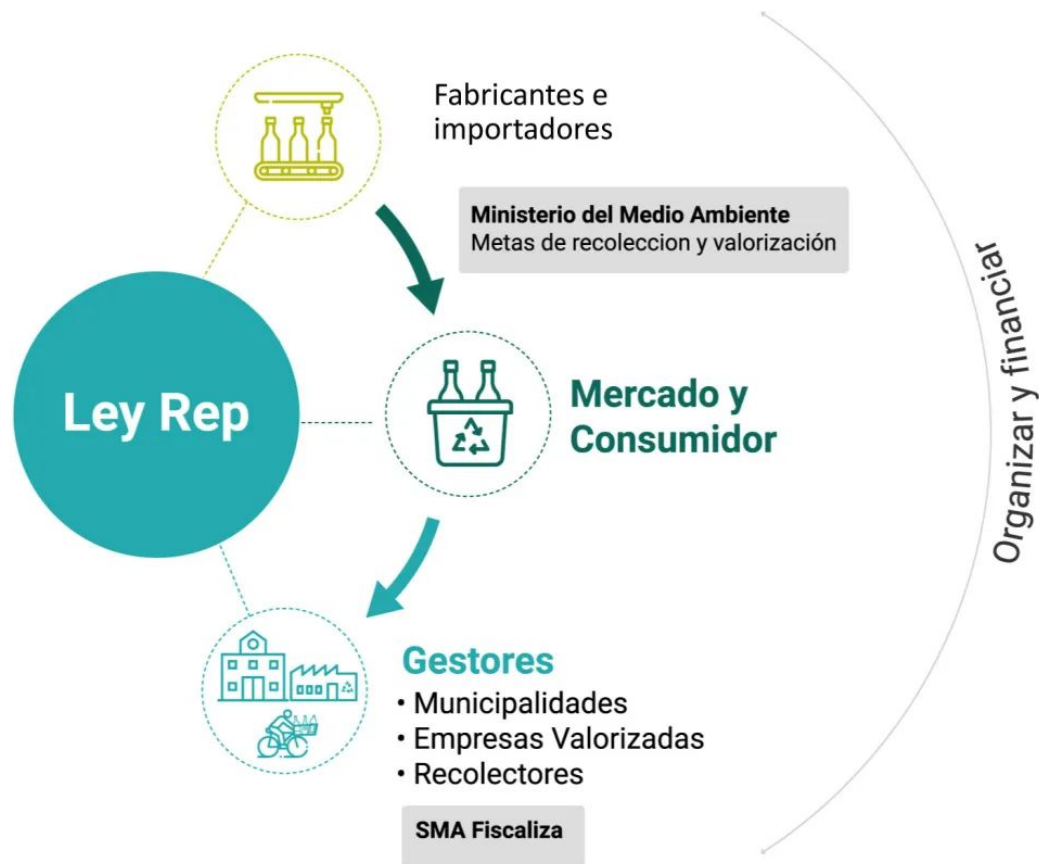 Fabricantes e
importadores
Ministerio del Medio Ambiente
Metas de recoleccion y valorización
Ley Rep
Mercado y
Consumidor
Organizar y financiar
Gestores
· Municipalidades
· Empresas Valorizadas
· Recolectores
SMA Fiscaliza